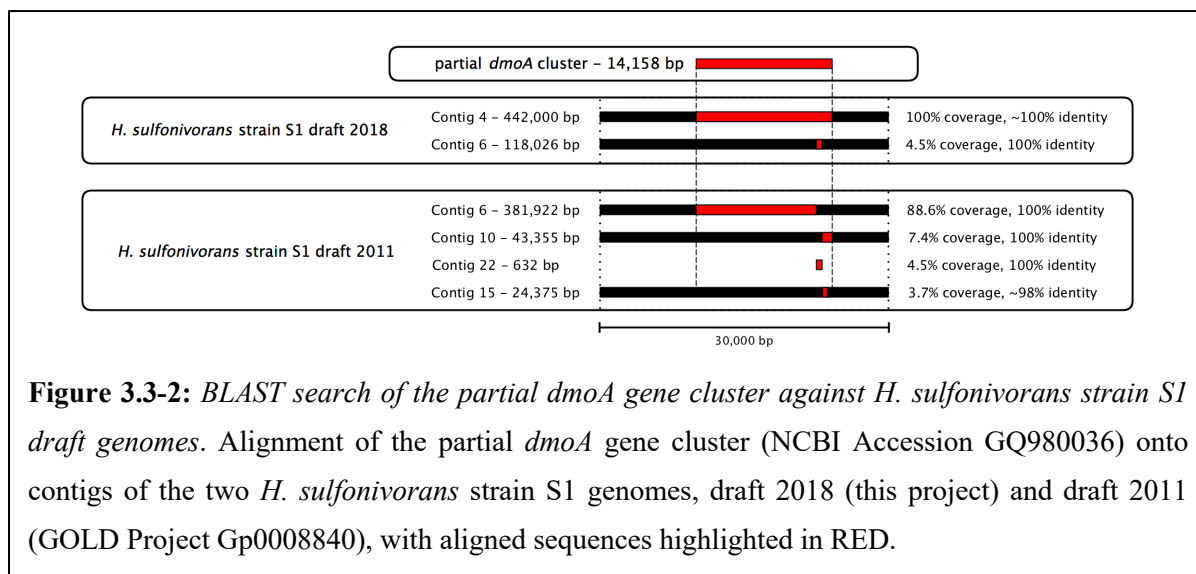 partial dmoA cluster – 14,158 bp
H. sulfonivorans strain S1 draft 2018
Contig 4 – 442,000 bp
100% coverage, ~100% identity
Contig 6 – 118,026 bp
4.5% coverage, 100% identity
H. sulfonivorans strain S1 draft 2011
Contig 6 – 381,922 bp
88.6% coverage, 100% identity
Contig 10 – 43,355 bp
7.4% coverage, 100% identity
Contig 22 – 632 bp
4.5% coverage, 100% identity
Contig 15 – 24,375 bp
3.7% coverage, ~98% identity
30,000 bp
Figure 3.3-2: BLAST search of the partial dmoA gene cluster against H. sulfonivorans strain S1
draft genomes. Alignment of the partial dmoA gene cluster (NCBI Accession GQ980036) onto
contigs of the two H. sulfonivorans strain S1 genomes, draft 2018 (this project) and draft 2011
(GOLD Project Gp0008840), with aligned sequences highlighted in RED.